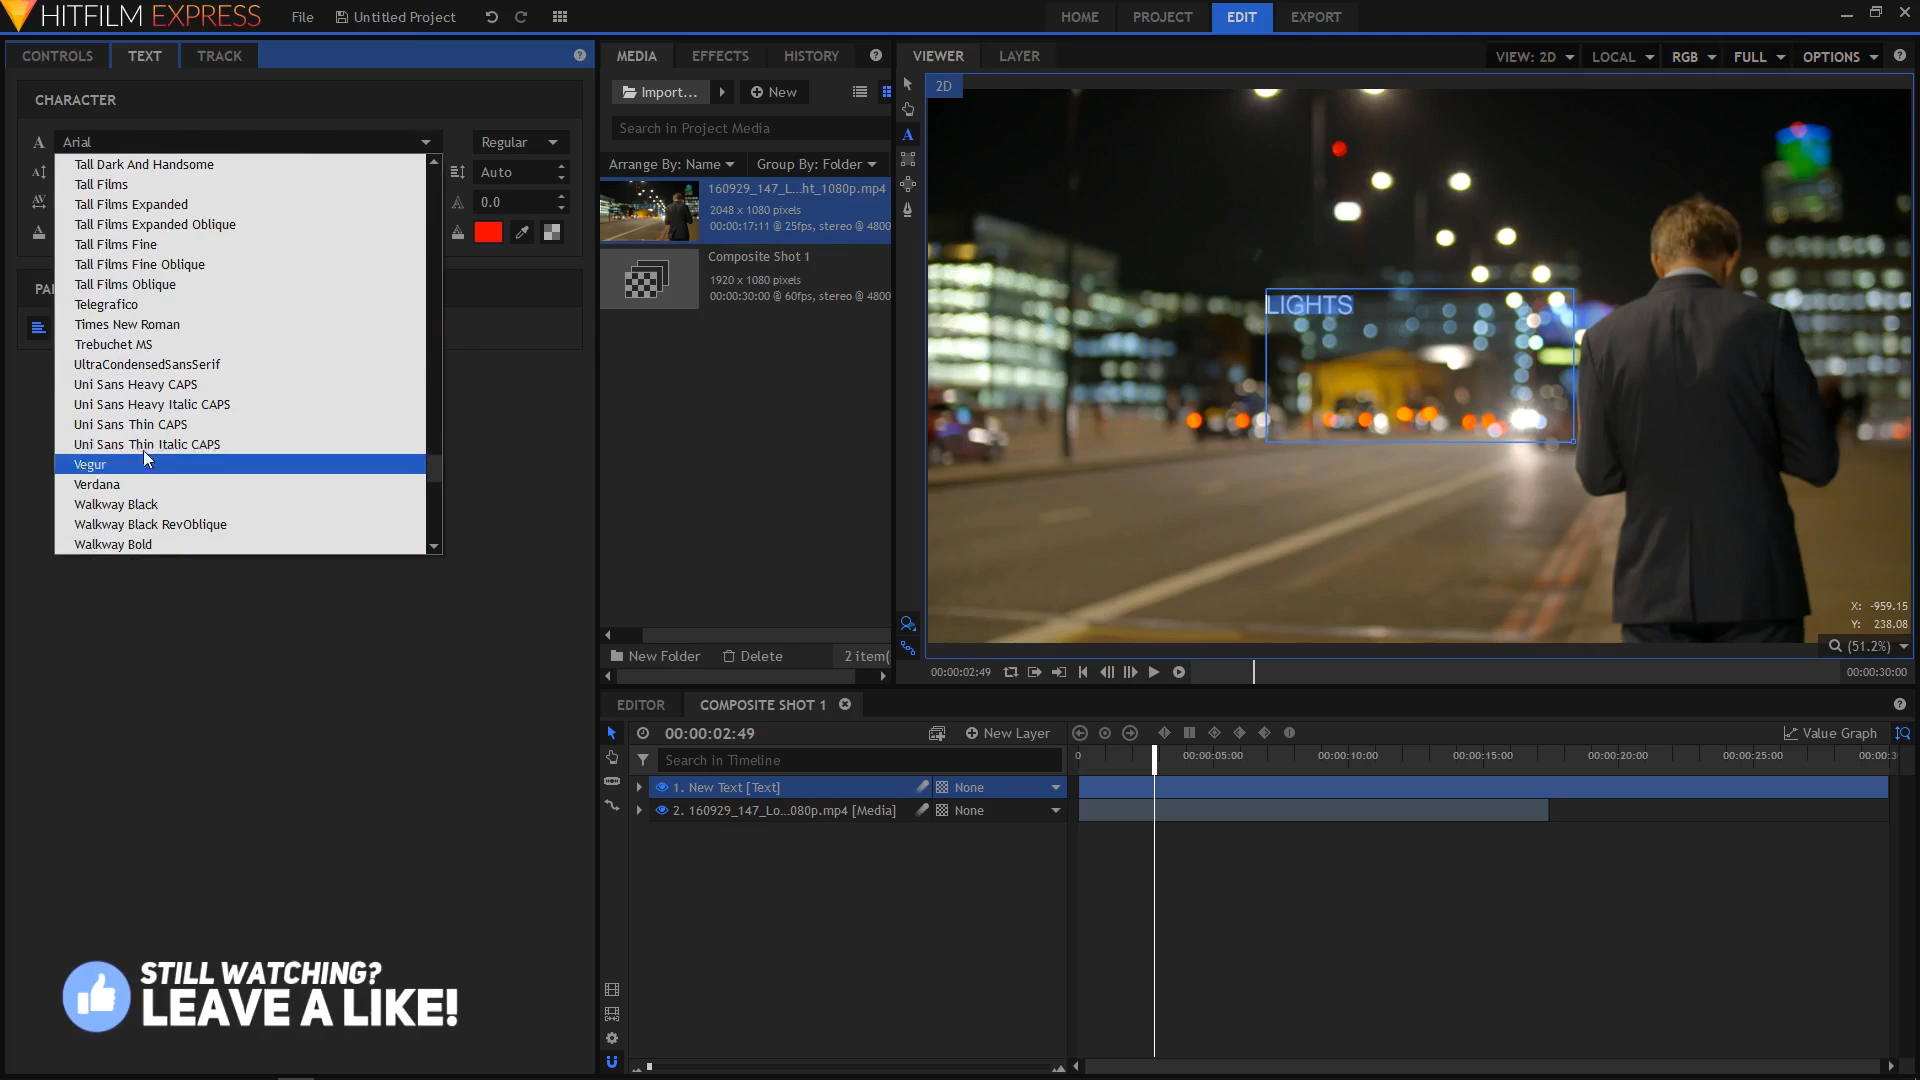 HITFILM EXPRESS
File
Untitled Project
HOME
PROJECT
EDIT
EXPORT
CONTROLS
TEXT
TRACK
CHARACTER
Arial
Regular
Auto
0.0
Tall Dark And Handsome
Tall Films
Tall Films Expanded
Tall Films Expanded Oblique
Tall Films Fine
Tall Films Fine Oblique
Tall Films Oblique
Telegrafico
Times New Roman
Trebuchet MS
UltraCondensedSansSerif
Uni Sans Heavy CAPS
Uni Sans Heavy Italic CAPS
Uni Sans Thin CAPS
Uni Sans Thin Italic CAPS
Vegur
Verdana
Walkway Black
Walkway Black RevOblique
Walkway Bold
STILL WATCHING?
LEAVE A LIKE!
MEDIA
EFFECTS
HISTORY
Import...
New
Search in Project Media
Arrange By: Name
Group By: Folder
160929_147_L...ht_1080p.mp4
2048 x 1080 pixels
00:00:17:11 @ 25fps, stereo @ 4800
Composite Shot 1
1920 x 1080 pixels
00:00:30:00 @ 60fps, stereo @ 4800
New Folder
Delete
2 item(
VIEWER
LAYER
VIEW: 2D
LOCAL
RGB
FULL
OPTIONS
2D
LIGHTS
X: -959.15
Y: 238.08
(51.2%)
00:00:02:49
00:00:30:00
EDITOR
COMPOSITE SHOT 1
00:00:02:49
New Layer
Value Graph
Search in Timeline
0
00:00:05:00
00:00:10:00
00:00:15:00
00:00:20:00
00:00:25:00
00:00:3
1. New Text [Text]
None
2. 160929_147_Lo...080p.mp4 [Media]
None